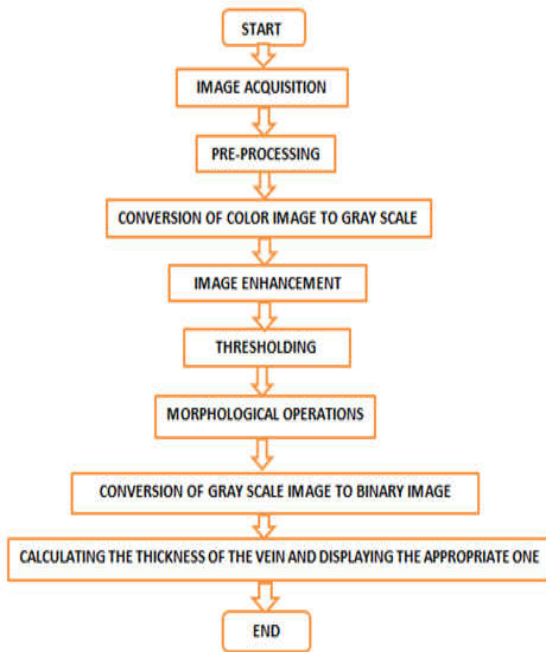 START
IMAGE ACQUISITION
PRE-PROCESSING
CONVERSION OF COLOR IMAGE TO GRAY SCALE
IMAGE ENHANCEMENT
THRESHOLDING
MORPHOLOGICAL OPERATIONS
CONVERSION OF GRAY SCALE IMAGE TO BINARY IMAGE
CALCULATING THE THICKNESS OF THE VEIN AND DISPLAYING THE APPROPRIATE ONE
END